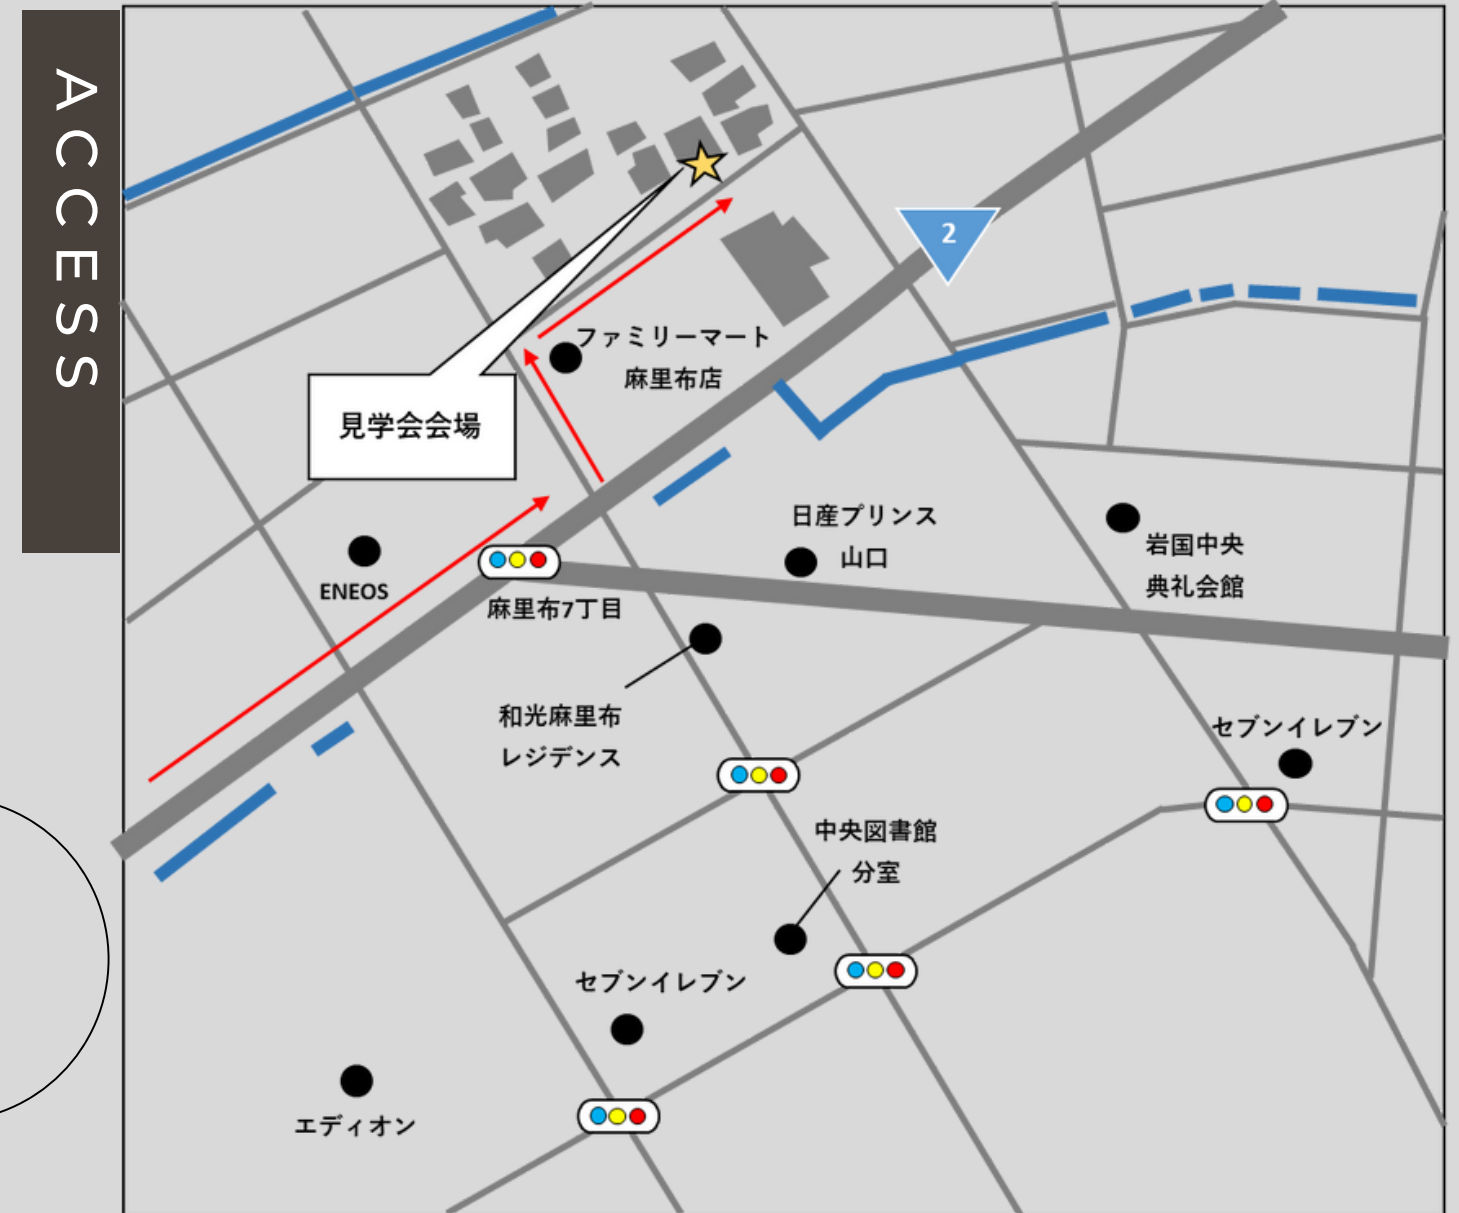 ACCESS
2
ファミリーマート
麻里布店
見学会会場
日産プリンス
山口
岩国中央
典礼会館
ENEOS
麻里布7丁目
和光麻里布
レジデンス
セブンイレブン
中央図書館
分室
セブンイレブン
エディオン